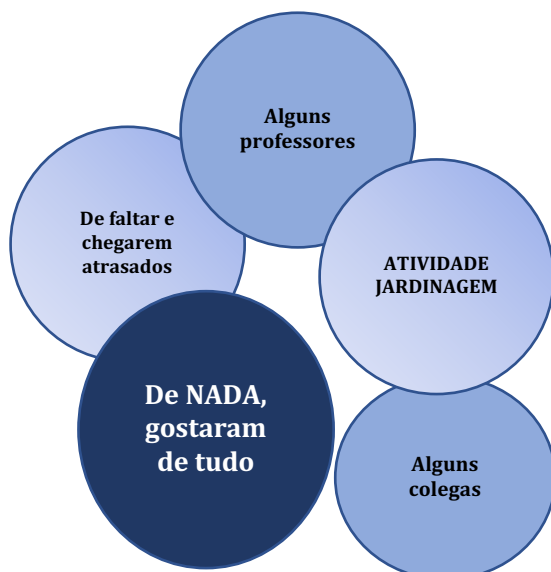 Alguns
professores
De faltar e
chegarem
atrasados
ATIVIDADE
JARDINAGEM
De NADA,
gostaram
de tudo
Alguns
colegas